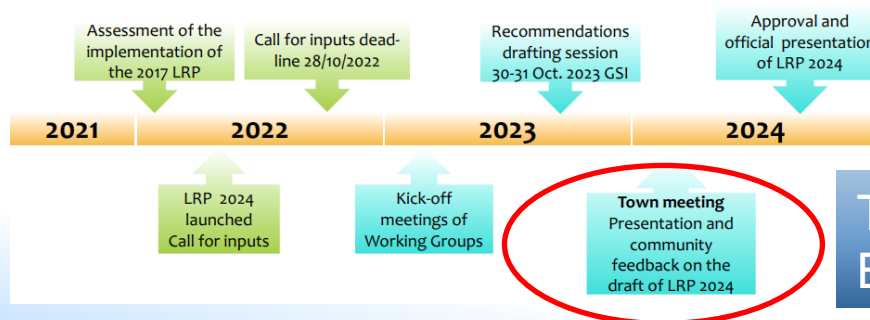 Assessment of the
implementation of
the 2017 LRP
Call for inputs dead-
line 28/10/2022
Recommendations
drafting session
30-31 Oct. 2023 GSI
Approval and
official presentation
of LRP 2024
2021
2022
2023
2024
LRP 2024
launched
Call for inputs
Kick-off
meetings of
Working Groups
Town meeting
Presentation and
community
feedback on the
draft of LRP 2024